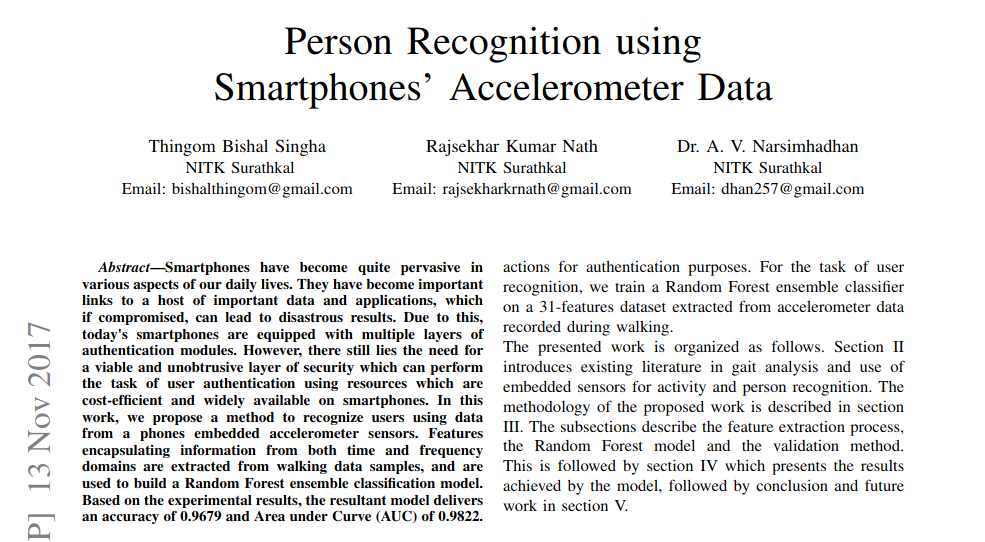 Person Recognition using
Smartphones' Accelerometer Data
Thingom Bishal Singha
NITK Surathkal
Email: bishalthingom@gmail.com
Rajsekhar Kumar Nath
NITK Surathkal
Email: rajsekharkrnath@gmail.com
Dr. A. V. Narsimhadhan
NITK Surathkal
Email: dhan257@gmail.com
Abstract—Smartphones have become quite pervasive in
various aspects of our daily lives. They have become important
links to a host of important data and applications, which
if compromised, can lead to disastrous results. Due to this,
today's smartphones are equipped with multiple layers of
authentication modules. However, there still lies the need for
a viable and unobtrusive layer of security which can perform
the task of user authentication using resources which are
cost-efficient and widely available on smartphones. In this
work, we propose a method to recognize users using data
from a phones embedded accelerometer sensors. Features
encapsulating information from both time and frequency
domains are extracted from walking data samples, and are
used to build a Random Forest ensemble classification model.
Based on the experimental results, the resultant model delivers
an accuracy of 0.9679 and Area under Curve (AUC) of 0.9822.
actions for authentication purposes. For the task of user
recognition, we train a Random Forest ensemble classifier
on a 31-features dataset extracted from accelerometer data
recorded during walking.
The presented work is organized as follows. Section II
introduces existing literature in gait analysis and use of
embedded sensors for activity and person recognition. The
methodology of the proposed work is described in section
III. The subsections describe the feature extraction process,
the Random Forest model and the validation method.
This is followed by section IV which presents the results
achieved by the model, followed by conclusion and future
work in section V.
P] 13 Nov 2017